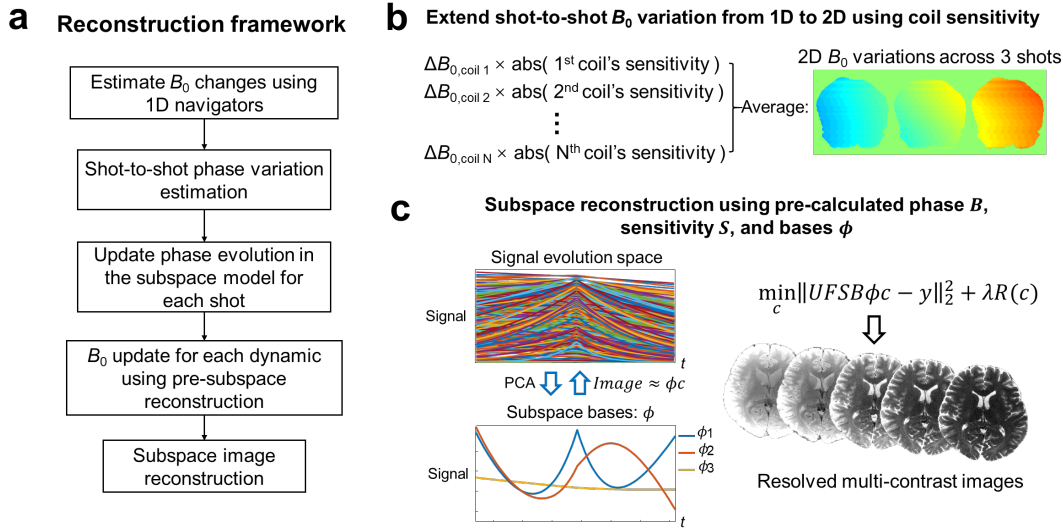 a
Reconstruction framework
Estimate B₀ changes using
1D navigators
Shot-to-shot phase variation
estimation
Update phase evolution in
the subspace model for
each shot
B₀ update for each dynamic
using pre-subspace
reconstruction
Subspace image
reconstruction
b
Extend shot-to-shot B₀ variation from 1D to 2D using coil sensitivity
ΔB₀,coil 1 × abs( 1st coil's sensitivity )
ΔB₀,coil 2 × abs( 2nd coil's sensitivity )
⋮
ΔB₀,coil N × abs( Nth coil's sensitivity )
Average:
2D B₀ variations across 3 shots
c
Subspace reconstruction using pre-calculated phase B,
sensitivity S, and bases ϕ
Signal evolution space
Signal
t
PCA
Image ≈ ϕc
Subspace bases: ϕ
Signal
ϕ1
ϕ2
ϕ3
t
min‖UFSBϕc − y‖₂² + λR(c)
c
Resolved multi-contrast images